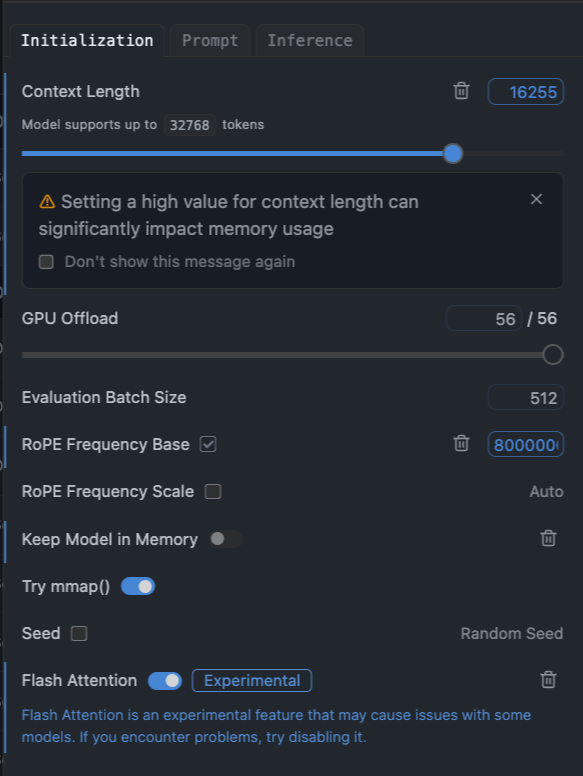 Initialization Prompt Inference
Context Length 16255
Model supports up to 32768 tokens
Setting a high value for context length can
significantly impact memory usage
Don't show this message again
GPU Offload 56 / 56
Evaluation Batch Size 512
RoPE Frequency Base 8000000
RoPE Frequency Scale Auto
Keep Model in Memory
Try mmap()
Seed Random Seed
Flash Attention Experimental
Flash Attention is an experimental feature that may cause issues with some
models. If you encounter problems, try disabling it.